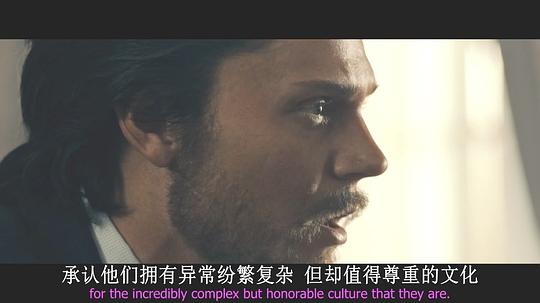 承认他们拥有异常纷繁复杂 但却值得尊重的文化
for the incredibly complex but honorable culture that they are.